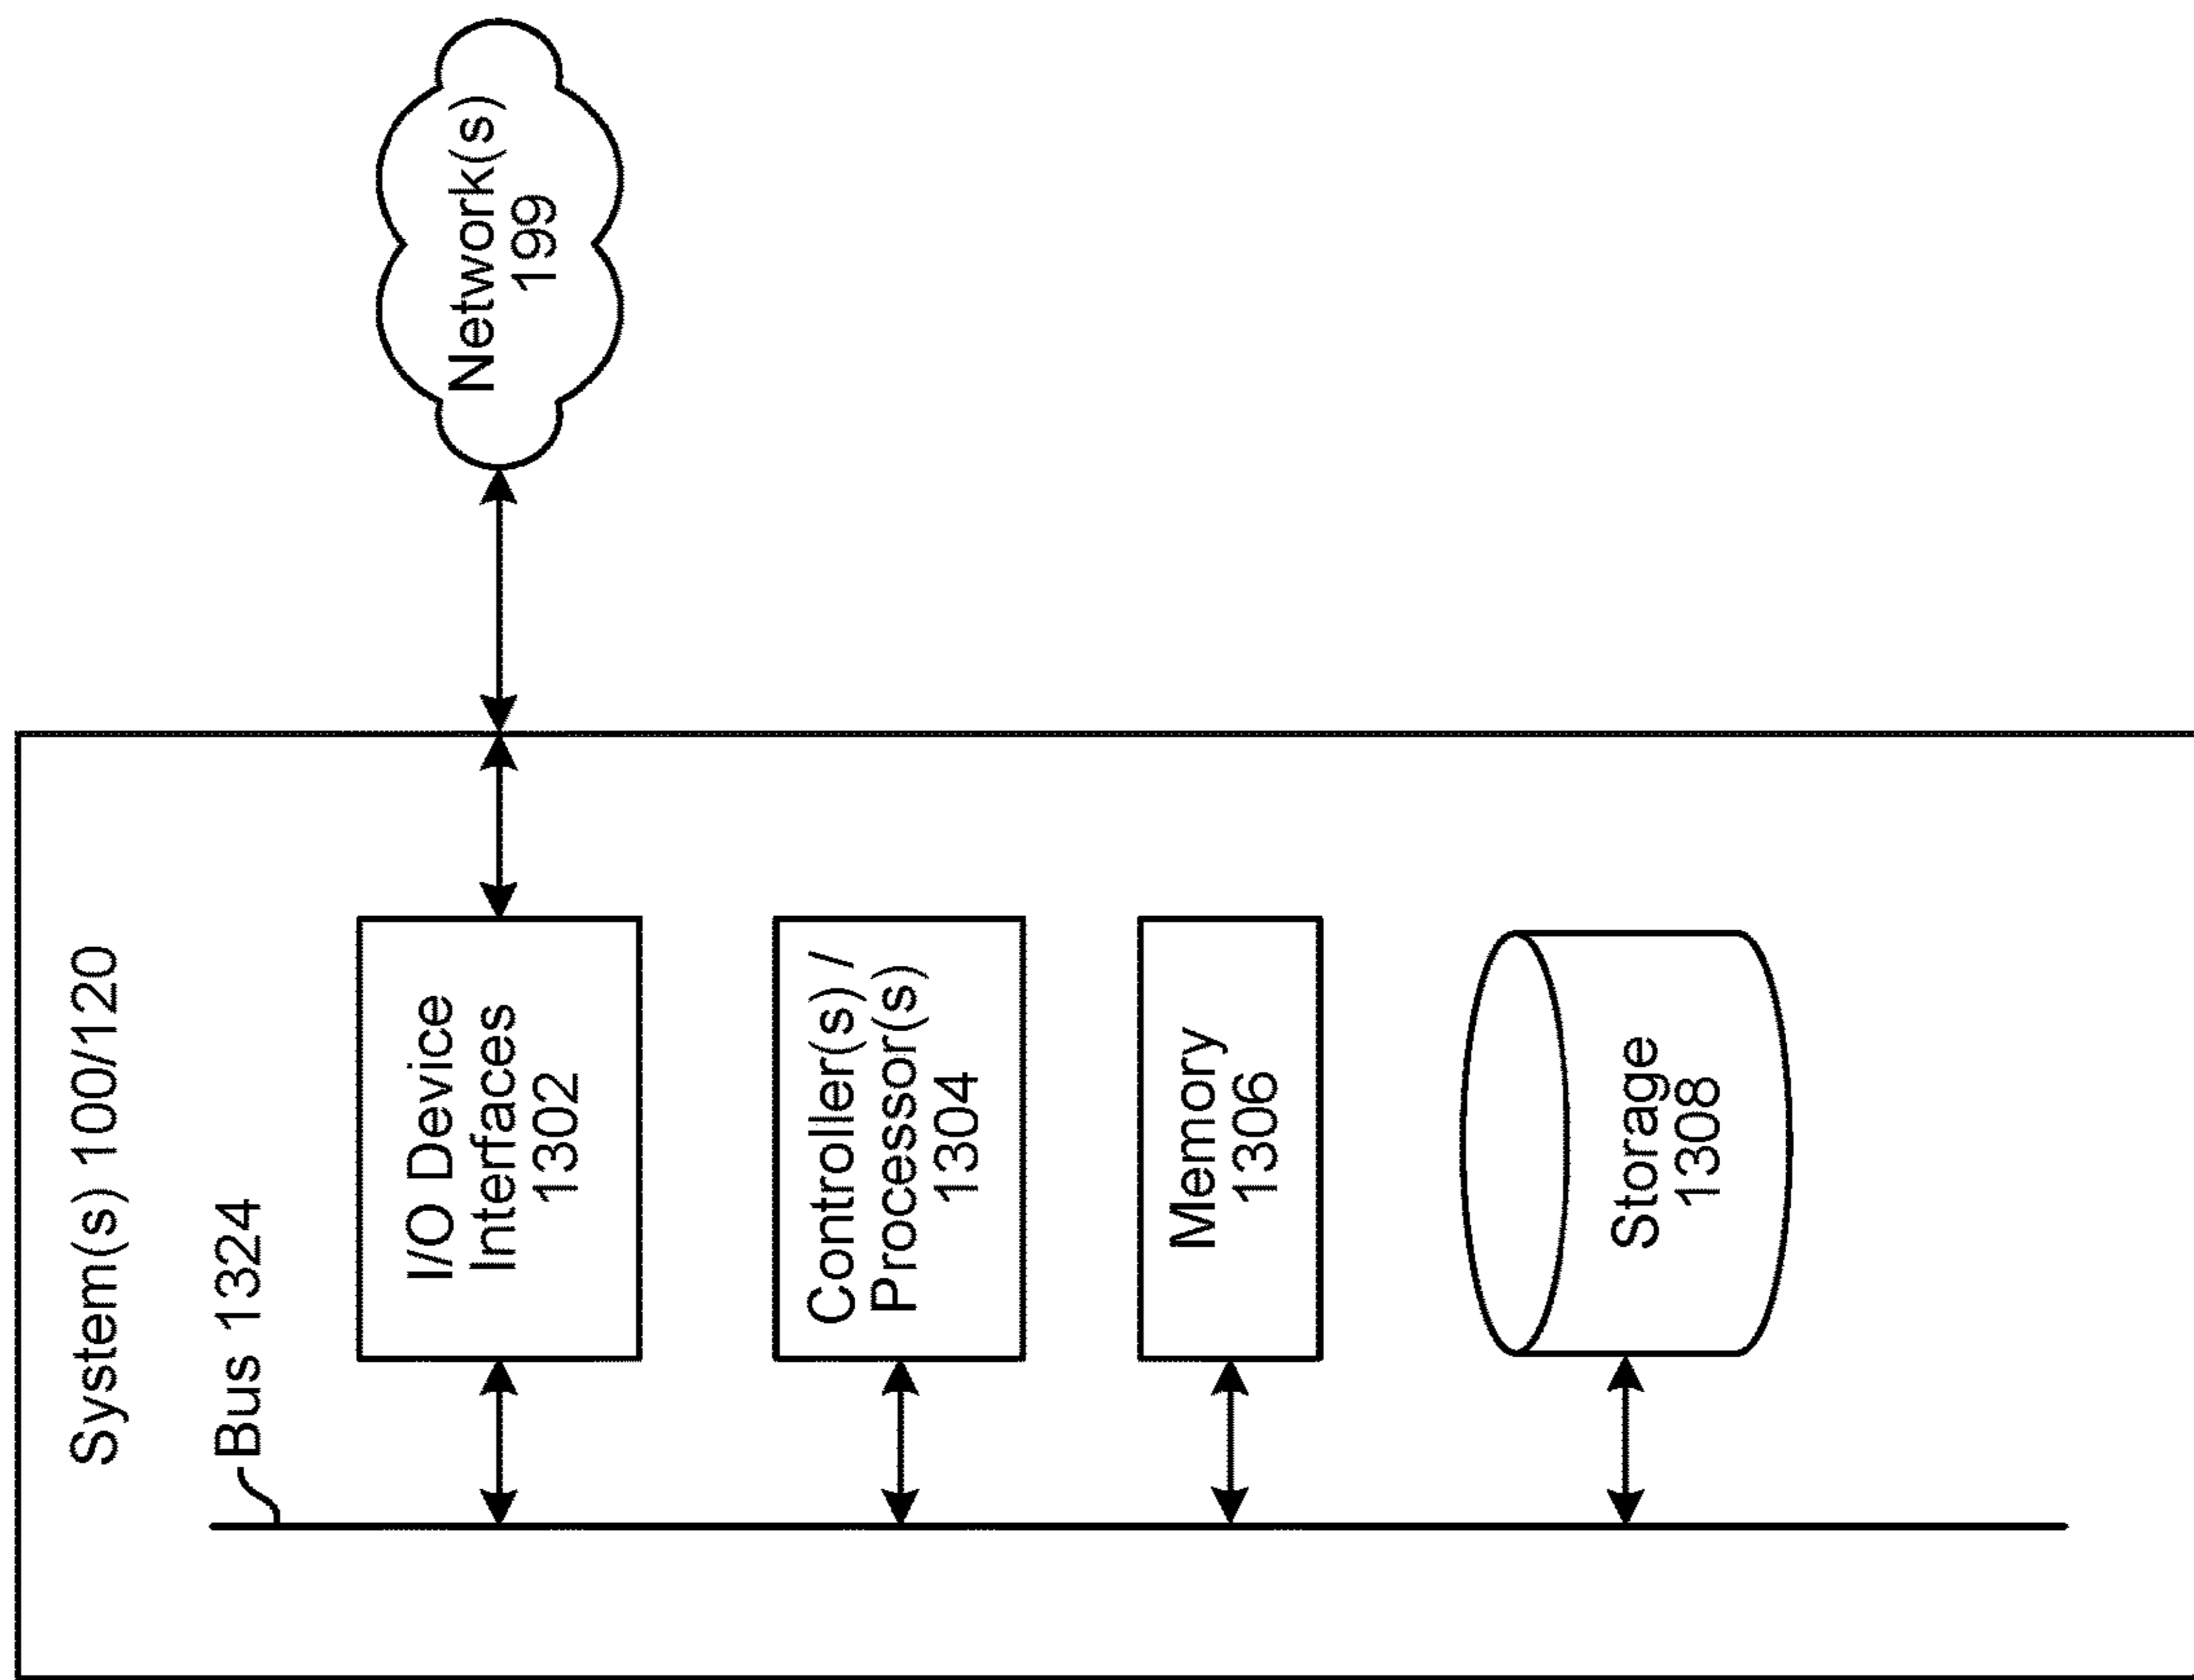 System(s) 100/120
Bus 1324
I/O Device
Interfaces
1302
Network(s)
199
Controller(s) /
Processor(s)
1304
Memory
1306
Storage
1308